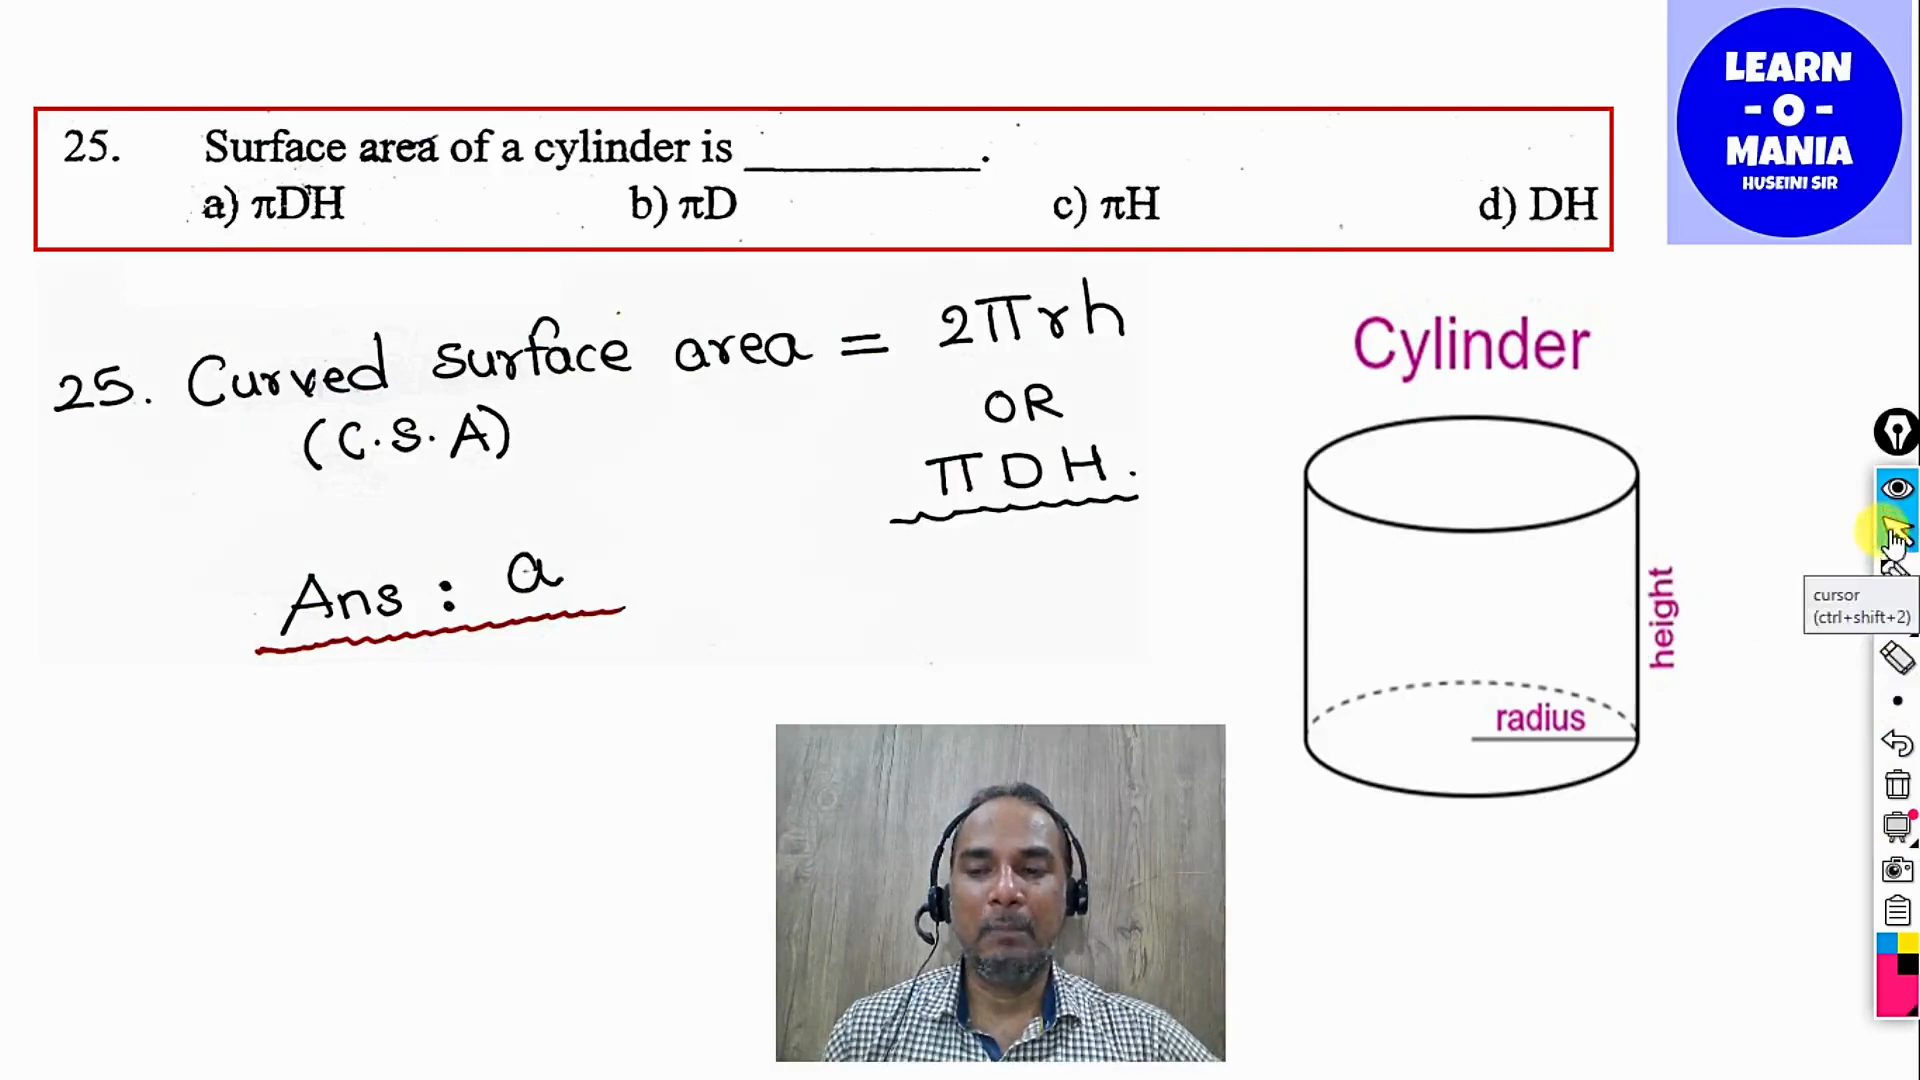 LEARN
- O -
MANIA
HUSEINI SIR
25. Surface area of a cylinder is __________.
a) πDH b) πD c) πH d) DH
25. Curved surface area = 2πrh
(C.S.A)
OR
πDH.
Ans : a
Cylinder
height
radius
cursor
(ctrl+shift+2)